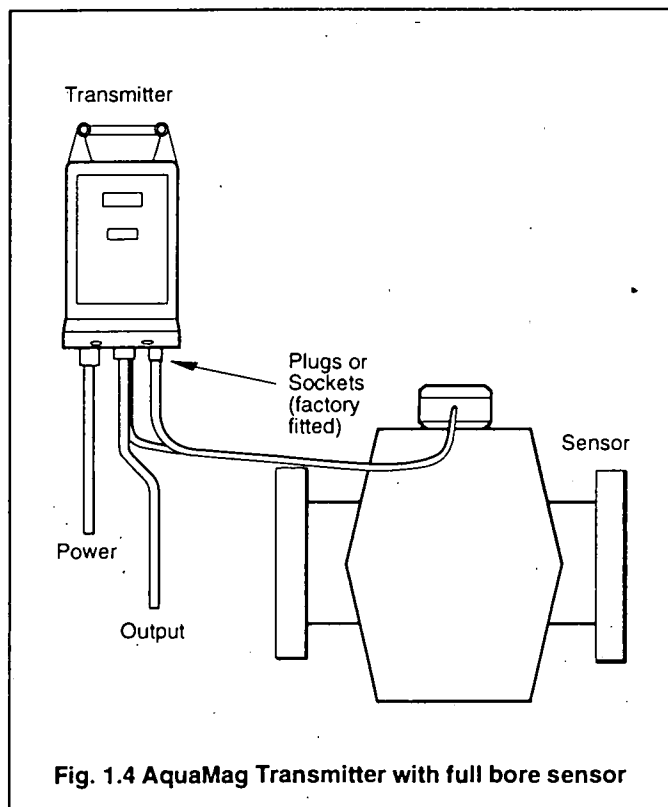 Transmitter
Plugs or
Sockets
(factory
fitted)
Sensor
Power
Output
Fig. 1.4 AquaMag Transmitter with full bore sensor